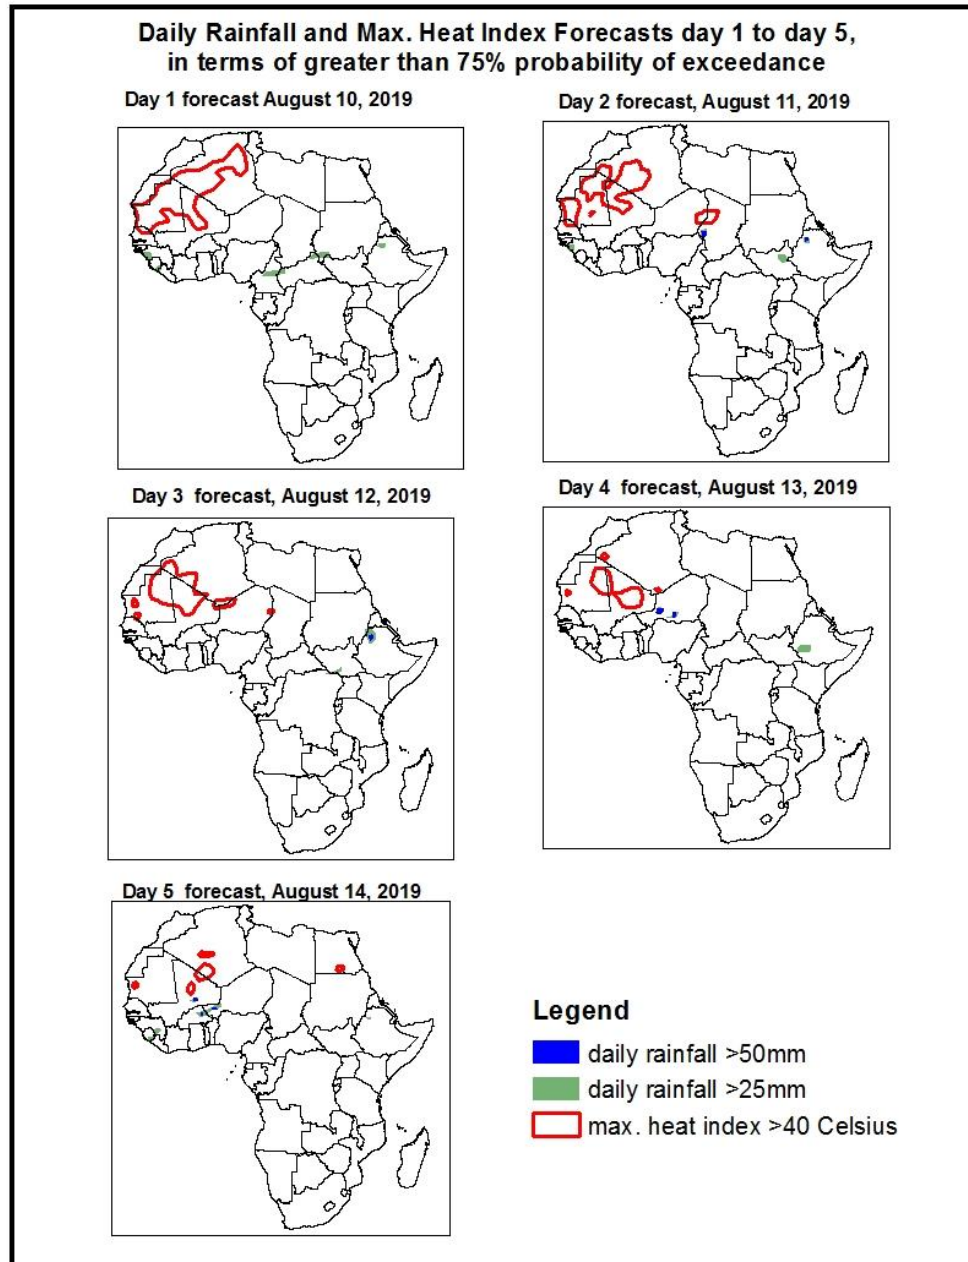 Daily Rainfall and Max. Heat Index Forecasts day 1 to day 5,
in terms of greater than 75% probability of exceedance
Day 1 forecast August 10, 2019
Day 2 forecast, August 11, 2019
Day 3 forecast, August 12, 2019
Day 4 forecast, August 13, 2019
Day 5 forecast, August 14, 2019
Legend
daily rainfall >50mm
daily rainfall >25mm
max. heat index >40 Celsius